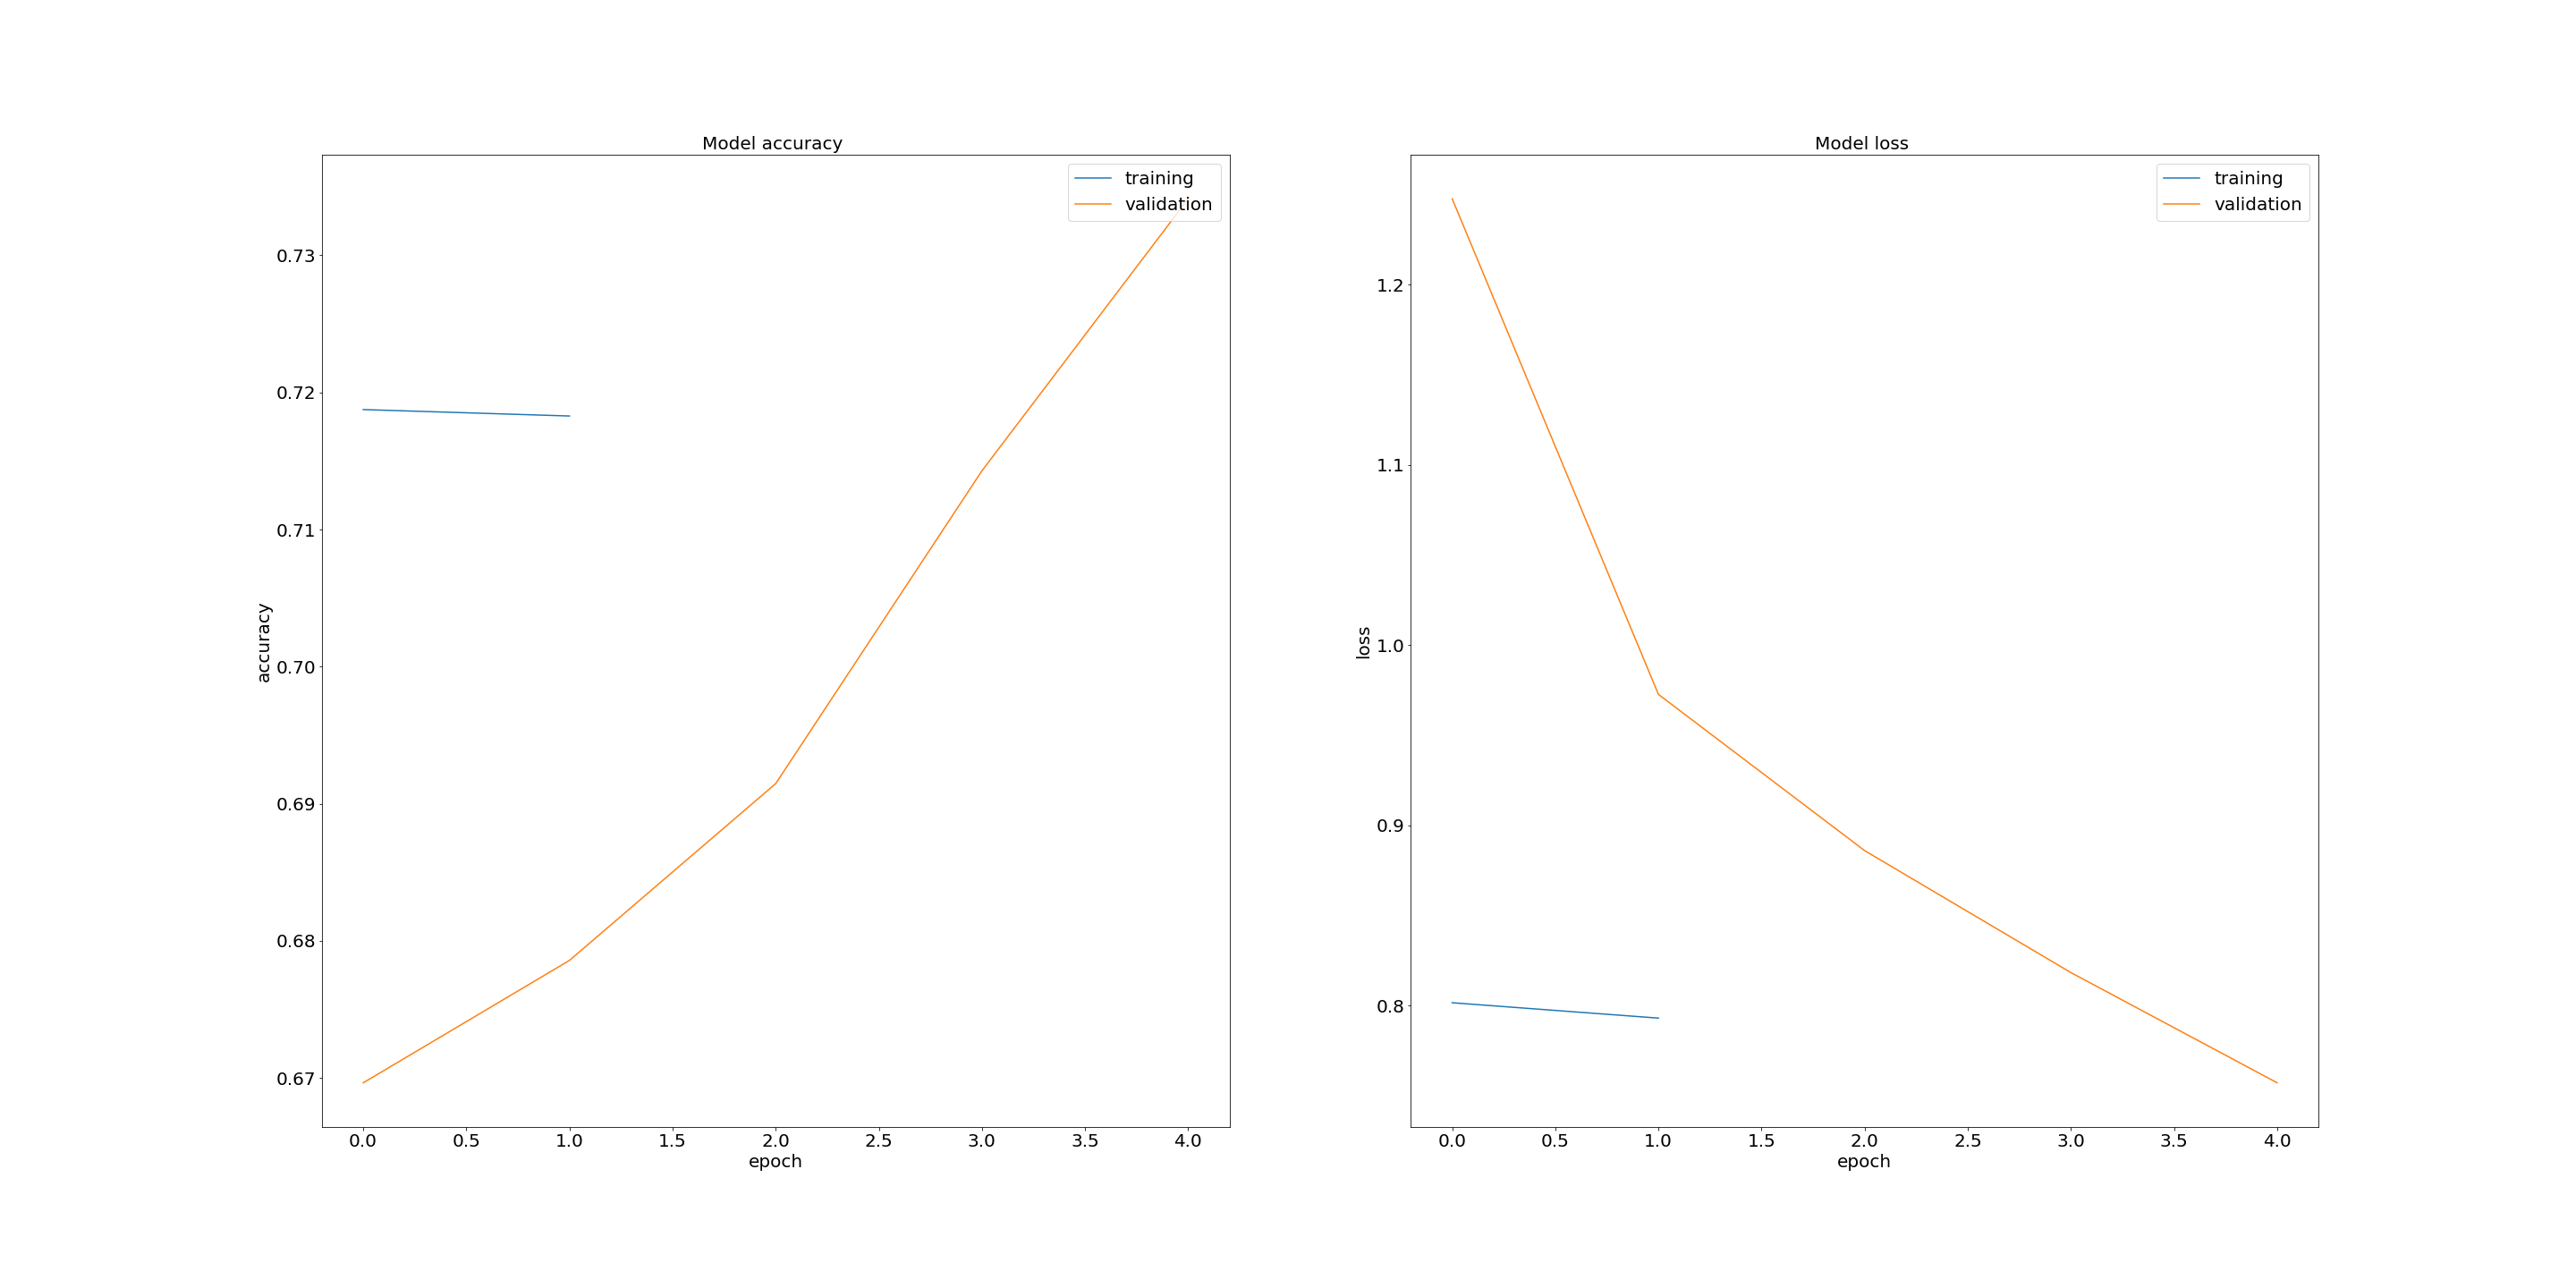 Model accuracy
training
validation
0.73
0.72
0.71
0.70
0.69
0.68
0.67
accuracy
0.0 0.5 1.0 1.5 2.0 2.5 3.0 3.5 4.0
epoch
Model loss
training
validation
1.2
1.1
1.0
0.9
0.8
loss
0.0 0.5 1.0 1.5 2.0 2.5 3.0 3.5 4.0
epoch